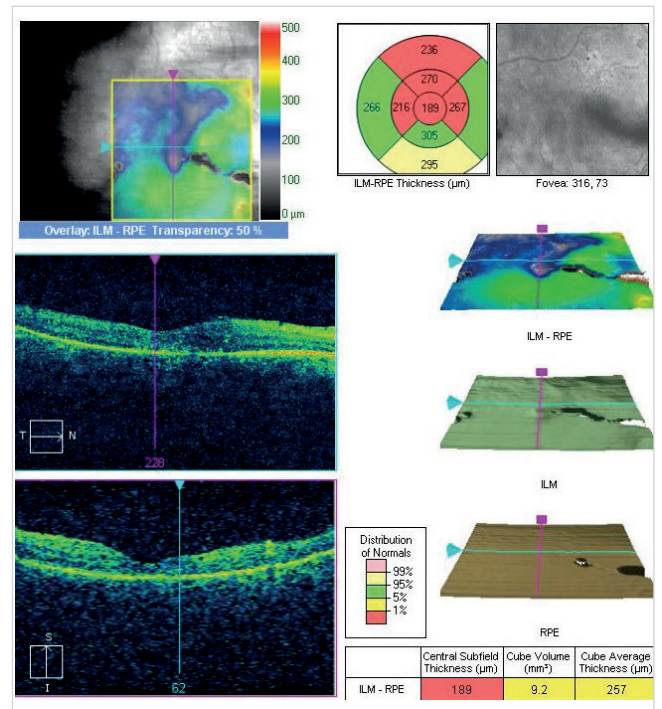 500
400
300
200
100
0 µm
Overlay: ILM - RPE Transparency: 50 %
236
270
266
216
189
267
305
295
ILM-RPE Thickness (µm)
Fovea: 316, 73
ILM - RPE
T
N
228
ILM
S
I
62
Distribution
of Normals
99%
95%
5%
1%
RPE
Central Subfield Thickness (µm)
Cube Volume (mm³)
Cube Average Thickness (µm)
ILM - RPE
189
9.2
257